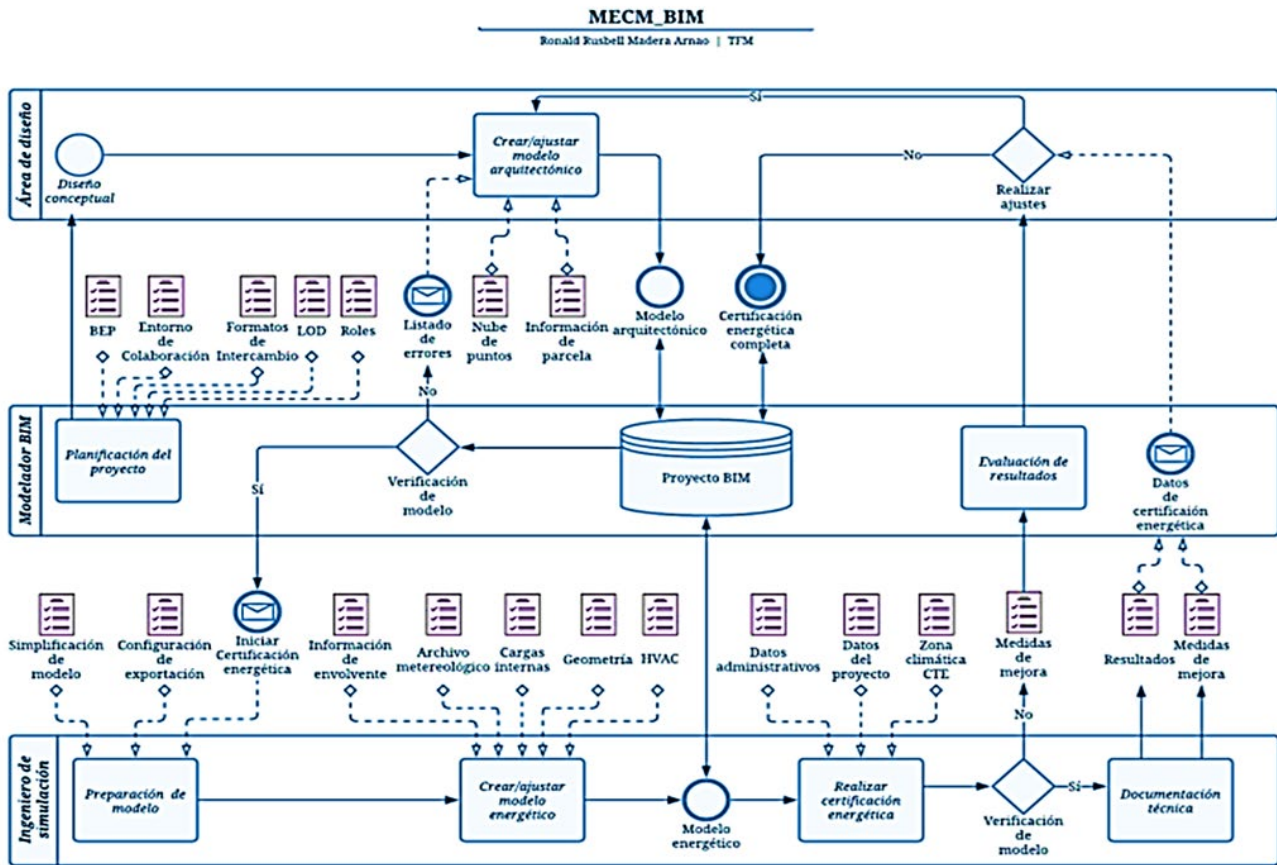 MECM_BIM
Ronald Rusbell Madera Arnao | TFM
Área de diseño
Diseño
conceptual
Crear/ajustar
modelo
arquitectónico
Sí
No
Realizar
ajustes
BEP
Entorno
de
Colaboración
Formatos
de
Intercambio
LOD
Roles
Listado
de
errores
Nube
de
puntos
Información
de
parcela
Modelo
arquitectónico
Certificación
energética
completa
No
Modelador BIM
Planificación del
proyecto
Verificación
de
modelo
Sí
Proyecto BIM
Evaluación de
resultados
Datos
de
certificaión
energética
Simplificación
de
modelo
Configuración
de
exportación
Iniciar
Certificación
energética
Información
de
envolvente
Archivo
metereológico
Cargas
internas
Geometría
HVAC
Datos
administrativos
Datos
del
proyecto
Zona
climática
CTE
Medidas
de
mejora
Resultados
Medidas
de
mejora
No
Ingeniero de
simulación
Preparación de
modelo
Crear/ajustar
modelo
energético
Modelo
energético
Realizar
certificación
energética
Verificación
de
modelo
Sí
Documentación
técnica